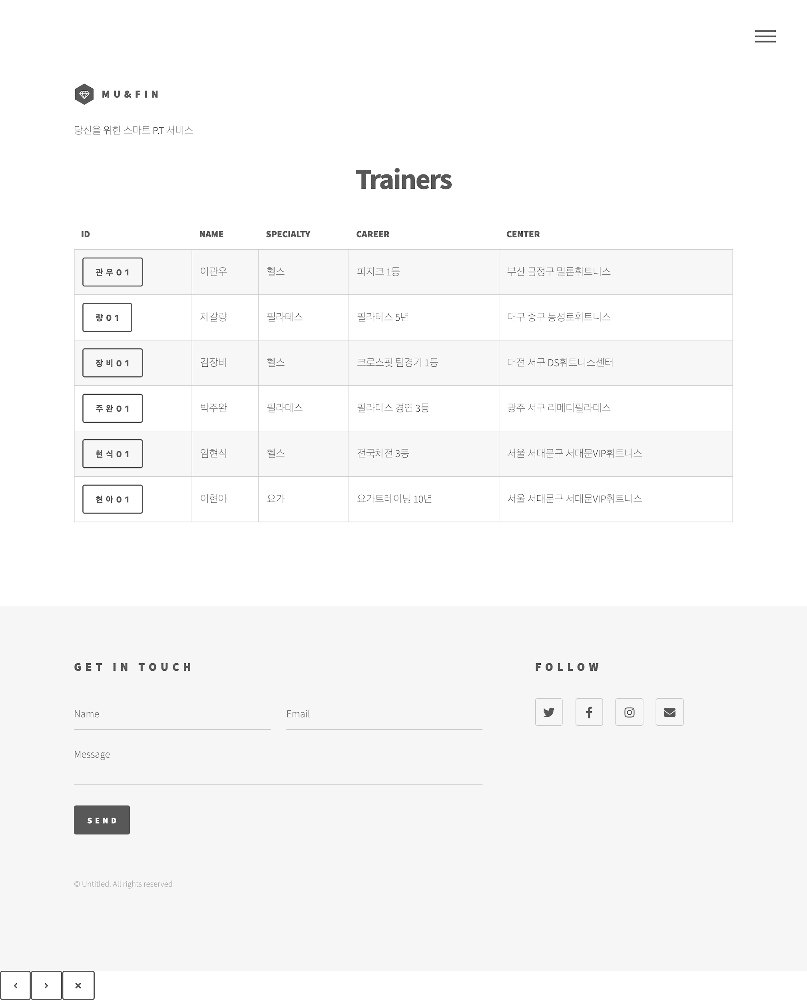 MU&FIN
당신을 위한 스마트 P.T 서비스
Trainers
ID NAME SPECIALTY CAREER CENTER
관우01 이관우 헬스 피지크 1등 부산 금정구 밀론휘트니스
량01 제갈량 필라테스 필라테스 5년 대구 중구 동성로휘트니스
장비01 김장비 헬스 크로스핏 팀경기 1등 대전 서구 DS휘트니스센터
주완01 박주완 필라테스 필라테스 경연 3등 광주 서구 리메디필라테스
현식01 임현식 헬스 전국체전 3등 서울 서대문구 서대문VIP휘트니스
현아01 이현아 요가 요가트레이닝 10년 서울 서대문구 서대문VIP휘트니스
GET IN TOUCH
FOLLOW
Name Email
Message
SEND
© Untitled. All rights reserved